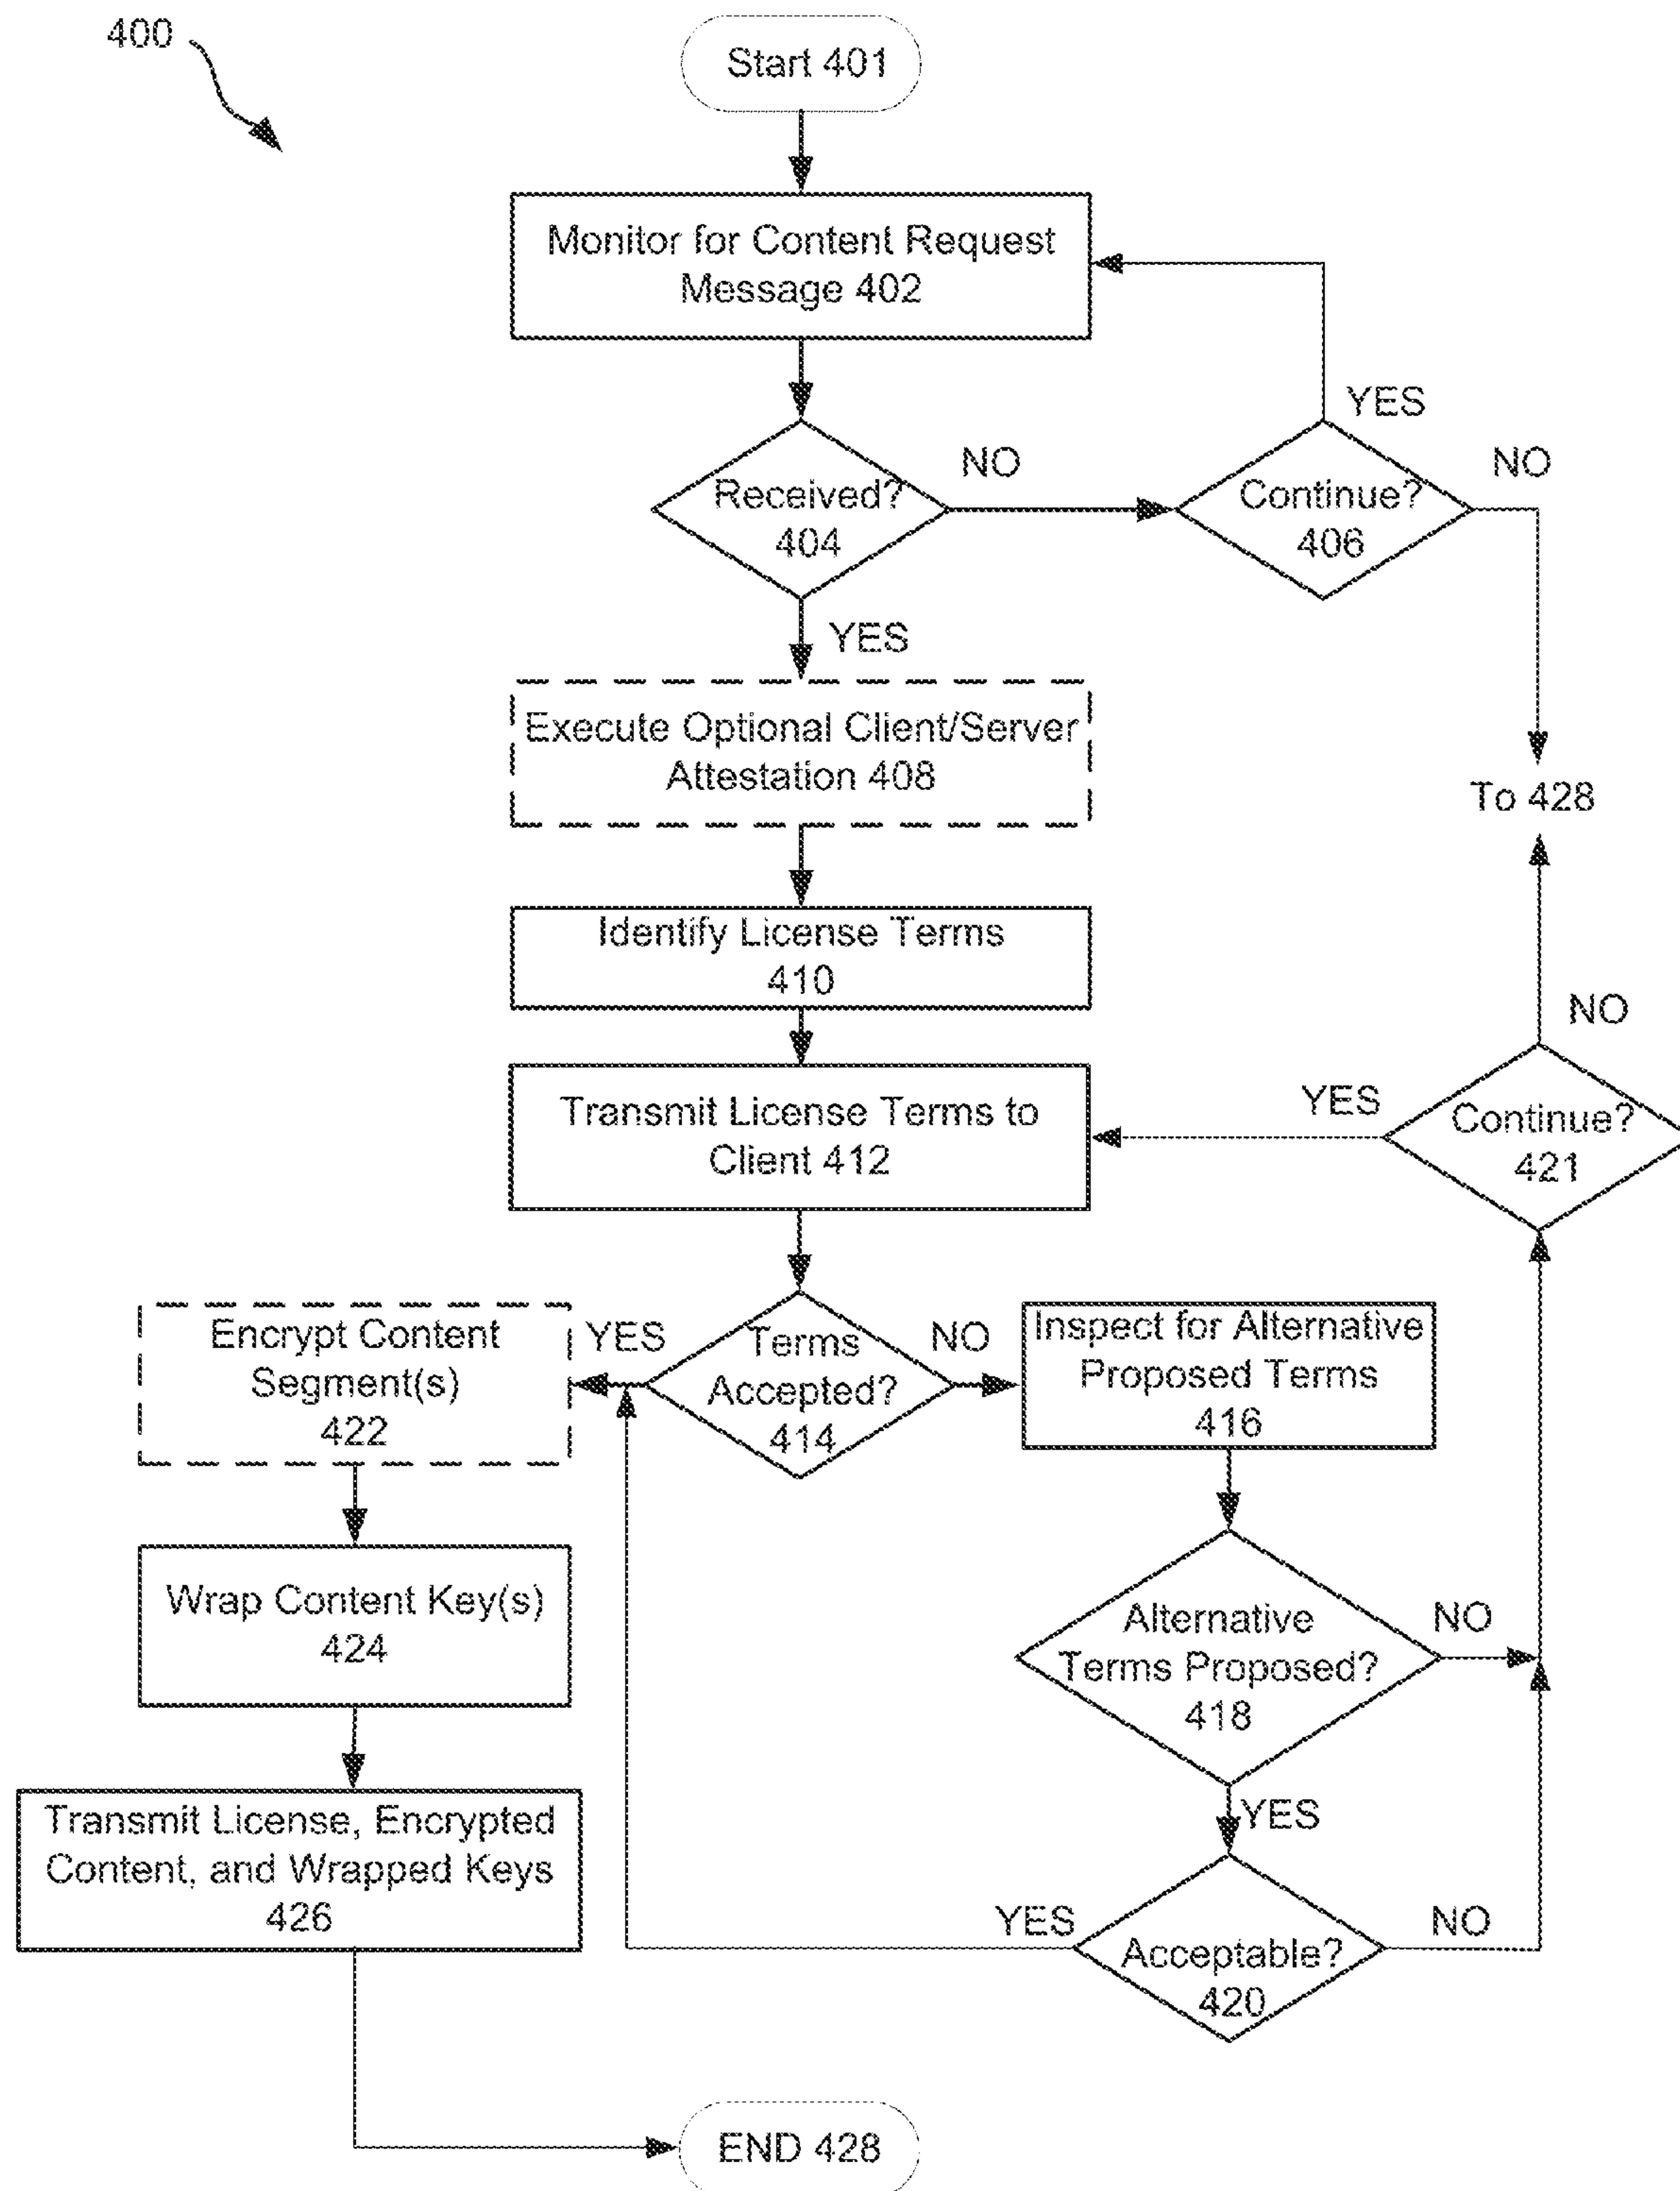 400
Start 401
Monitor for Content Request
Message 402
YES
NO
NO
Received?
404
Continue?
406
YES
Execute Optional Client/Server
Attestation 408
To 428
Identify License Terms
410
NO
Transmit License Terms to
Client 412
YES
Continue?
421
Encrypt Content
Segment(s)
422
YES
Terms
Accepted?
414
NO
Inspect for Alternative
Proposed Terms
416
Wrap Content Key(s)
424
Alternative
Terms Proposed?
418
NO
YES
Transmit License, Encrypted
Content, and Wrapped Keys
426
YES
Acceptable?
420
NO
END 428